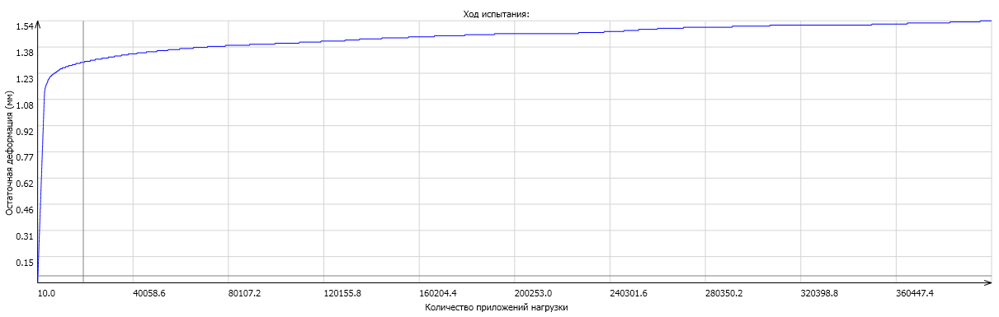 Ход испытания:
1.54
1.38
1.23
1.08
0.92
0.77
0.62
0.46
0.31
0.15
Остаточная деформация (мм)
10.0 40058.6 80107.2 120155.8 160204.4 200253.0 240301.6 280350.2 320398.8 360447.4
Количество приложений нагрузки